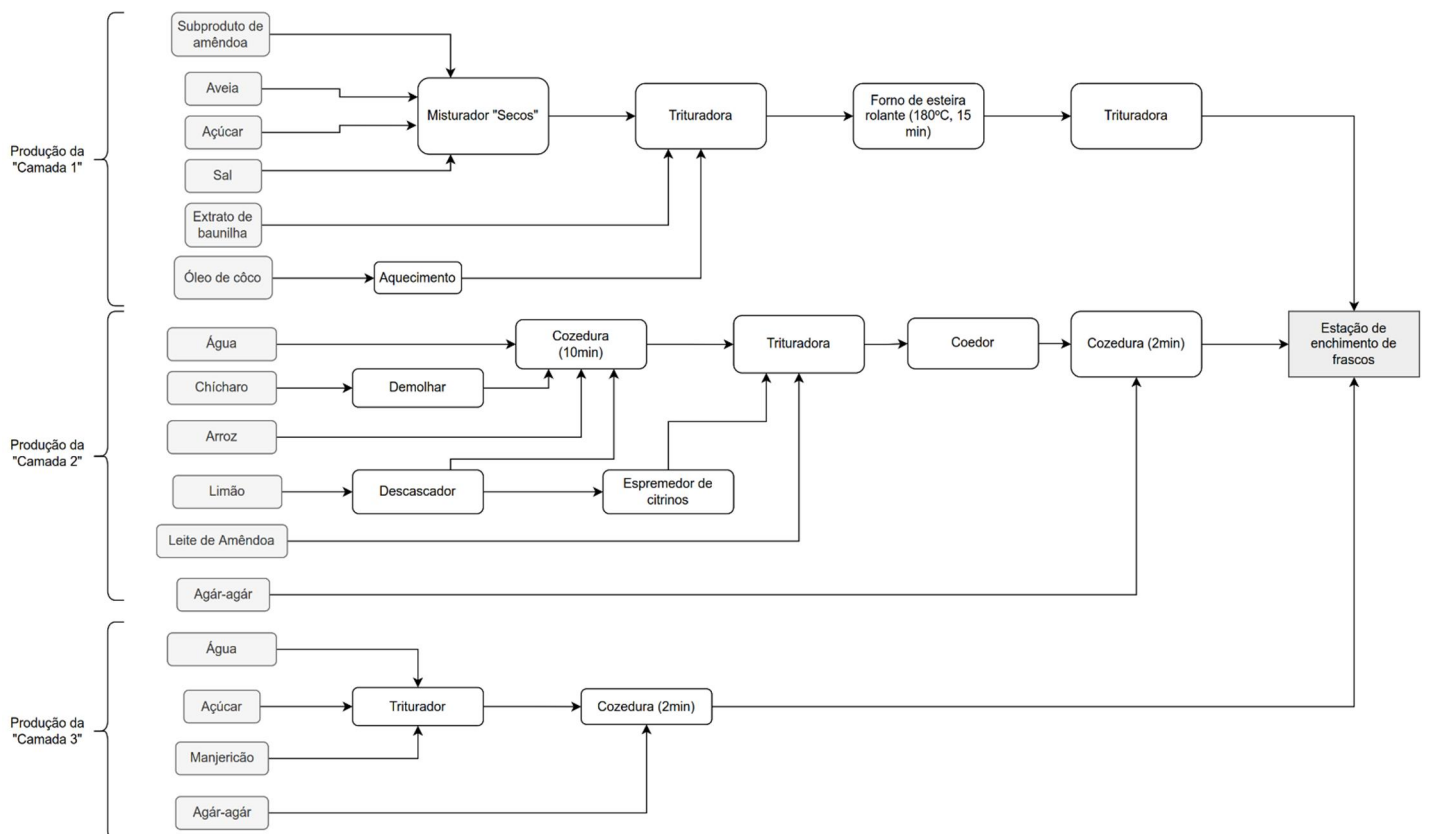 Produção da
"Camada 1"
Subproduto de
amêndoa
Aveia
Açúcar
Sal
Extrato de
baunilha
Óleo de côco
Aquecimento
Misturador "Secos"
Trituradora
Forno de esteira
rolante (180ºC, 15
min)
Trituradora
Produção da
"Camada 2"
Água
Chícharo
Arroz
Limão
Leite de Amêndoa
Agár-agár
Demolhar
Descascador
Cozedura
(10min)
Espremedor de
citrinos
Trituradora
Coedor
Cozedura (2min)
Estação de
enchimento de
frascos
Produção da
"Camada 3"
Água
Açúcar
Manjericão
Agár-agár
Triturador
Cozedura (2min)